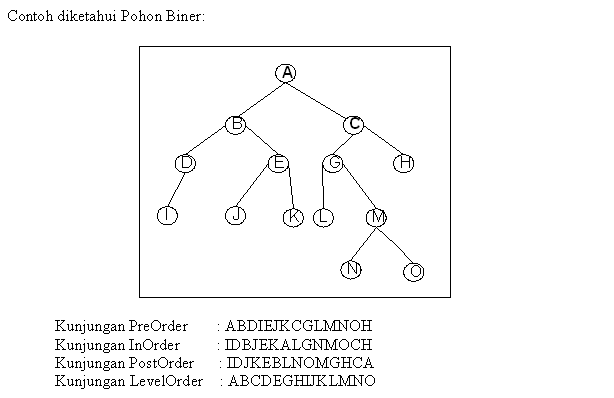 Contoh diketahui Pohon Biner:
A
B C
D E G H
I J K L M
N O
Kunjungan PreOrder : ABDIEJKCGLMNOH
Kunjungan InOrder : IDBJEKALGNMOCH
Kunjungan PostOrder : IDJKEBLNOMGHCA
Kunjungan LevelOrder : ABCDEGHIJKLMNO